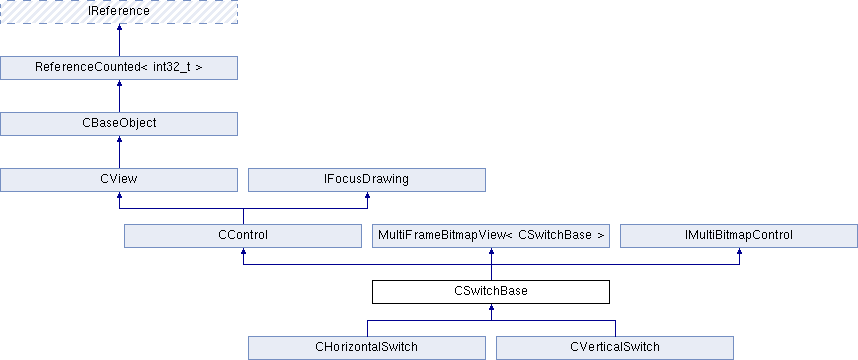 IReference
ReferenceCounted< int32_t >
CBaseObject
CView
IFocusDrawing
CControl
MultiFrameBitmapView< CSwitchBase >
IMultiBitmapControl
CSwitchBase
CHorizontalSwitch
CVerticalSwitch